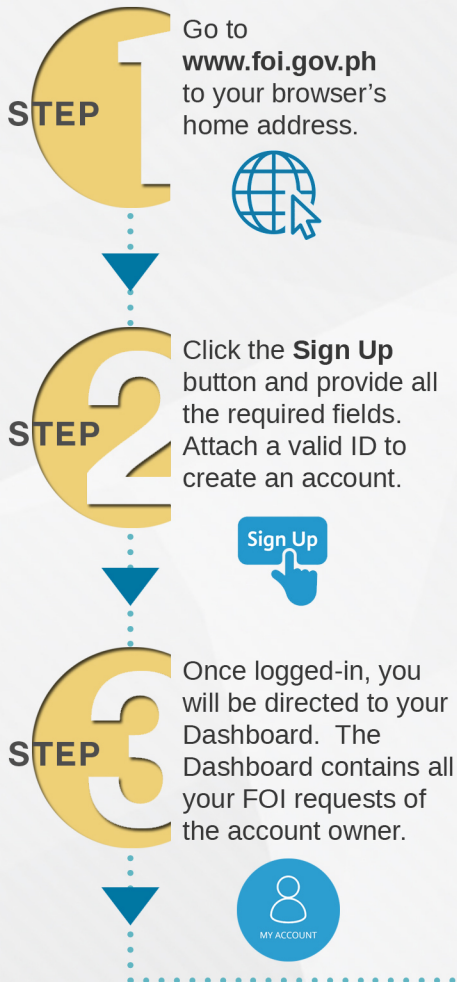 STEP 1
Go to
www.foi.gov.ph
to your browser's
home address.
STEP 2
Click the Sign Up
button and provide all
the required fields.
Attach a valid ID to
create an account.
Sign Up
STEP 3
Once logged-in, you
will be directed to your
Dashboard. The
Dashboard contains all
your FOI requests of
the account owner.
MY ACCOUNT